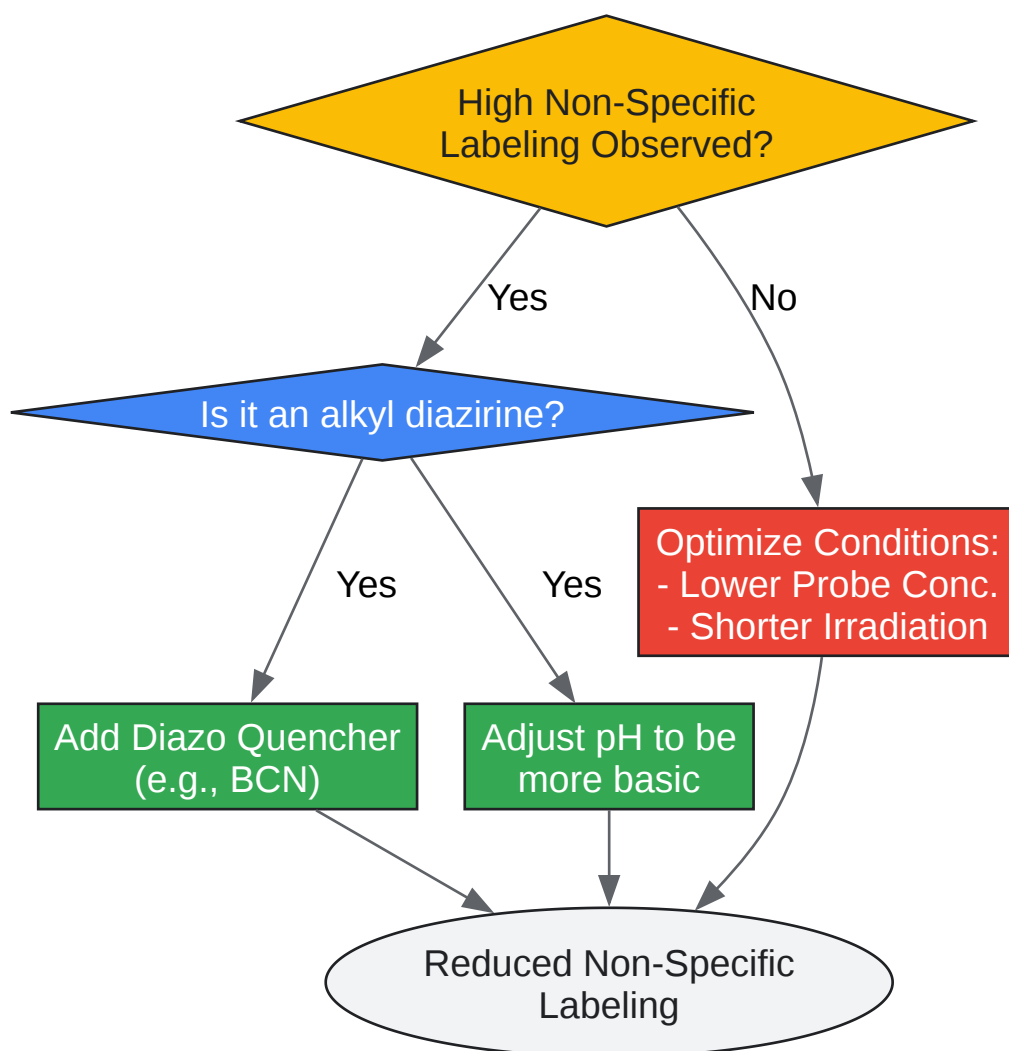 High Non-Specific
Labeling Observed?
Yes
No
Is it an alkyl diazirine?
Yes
Yes
Optimize Conditions:
- Lower Probe Conc.
- Shorter Irradiation
Add Diazo Quencher
(e.g., BCN)
Adjust pH to be
more basic
Reduced Non-Specific
Labeling